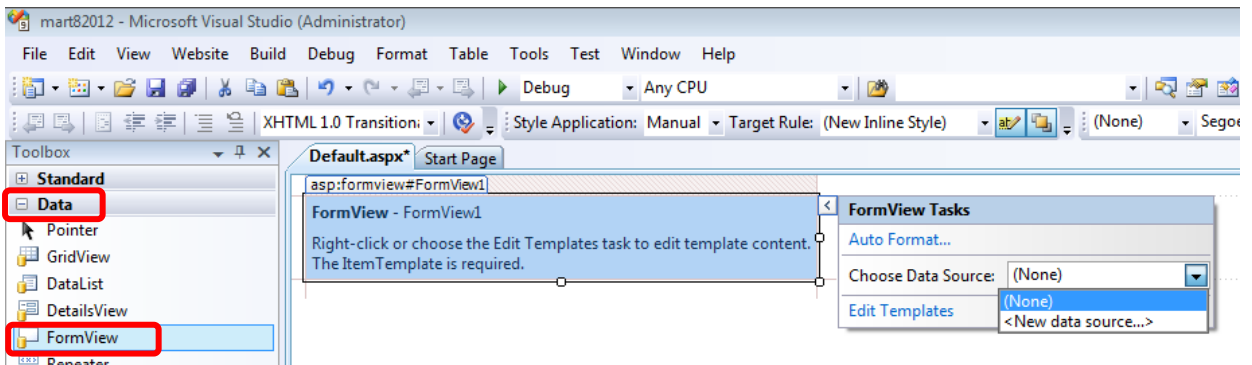 mart82012 - Microsoft Visual Studio (Administrator)
File Edit View Website Build Debug Format Table Tools Test Window Help
Debug Any CPU
XHTML 1.0 Transition: Style Application: Manual Target Rule: (New Inline Style) (None) Segoe
Toolbox
Default.aspx* Start Page
Standard
asp:formview#FormView1
Data
FormView - FormView1
FormView Tasks
Pointer
Right-click or choose the Edit Templates task to edit template content.
The ItemTemplate is required.
Auto Format...
GridView
Choose Data Source: (None)
DataList
(None)
<New data source...>
DetailsView
Edit Templates
FormView
Repeater